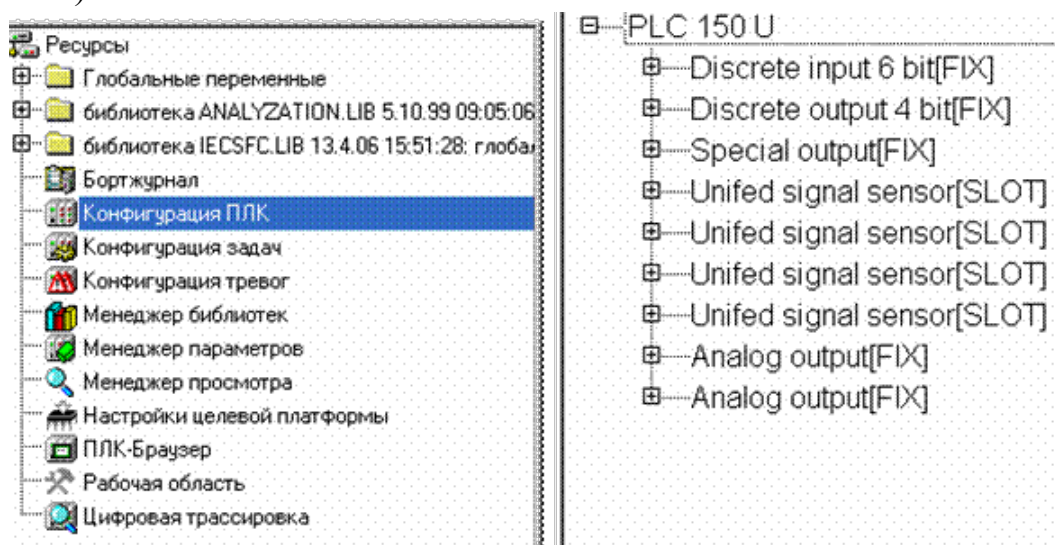 Ресурсы
Глобальные переменные
библиотека ANALYZATION.LIB 5.10.99 09:05:06
библиотека IECSFC.LIB 13.4.06 15:51:28: глоба
Бортжурнал
Конфигурация ПЛК
Конфигурация задач
Конфигурация тревог
Менеджер библиотек
Менеджер параметров
Менеджер просмотра
Настройки целевой платформы
ПЛК-Браузер
Рабочая область
Цифровая трассировка
PLC 150 U
Discrete input 6 bit[FIX]
Discrete output 4 bit[FIX]
Special output[FIX]
Unifed signal sensor[SLOT]
Unifed signal sensor[SLOT]
Unifed signal sensor[SLOT]
Unifed signal sensor[SLOT]
Analog output[FIX]
Analog output[FIX]